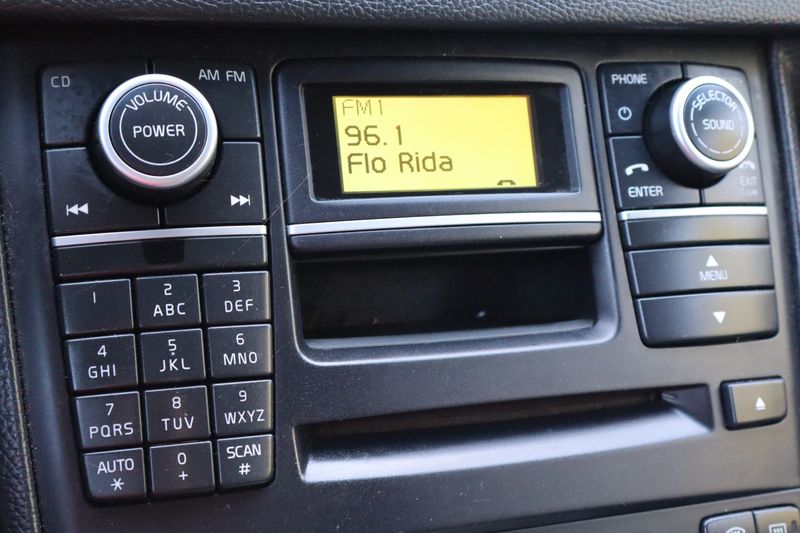 CD
AM FM
VOLUME
POWER
FM1
96.1
Flo Rida
PHONE
SELECTOR
SOUND
ENTER
EXIT
MENU
1
2
ABC
3
DEF
4
GHI
5
JKL
6
MNO
7
PQRS
8
TUV
9
WXYZ
AUTO
*
0
+
SCAN
#